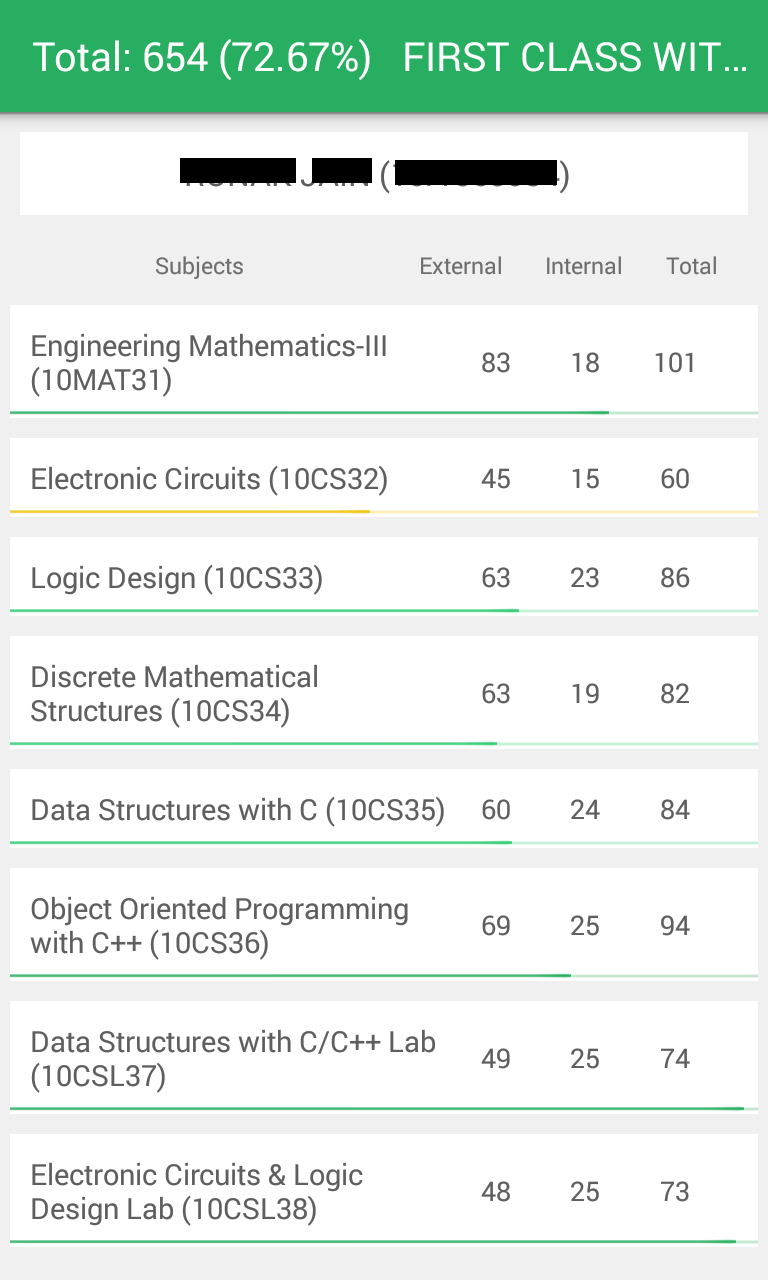 Total: 654 (72.67%) FIRST CLASS WIT...
( )
Subjects External Internal Total
Engineering Mathematics-III
(10MAT31) 83 18 101
Electronic Circuits (10CS32) 45 15 60
Logic Design (10CS33) 63 23 86
Discrete Mathematical
Structures (10CS34) 63 19 82
Data Structures with C (10CS35) 60 24 84
Object Oriented Programming
with C++ (10CS36) 69 25 94
Data Structures with C/C++ Lab
(10CSL37) 49 25 74
Electronic Circuits & Logic
Design Lab (10CSL38) 48 25 73